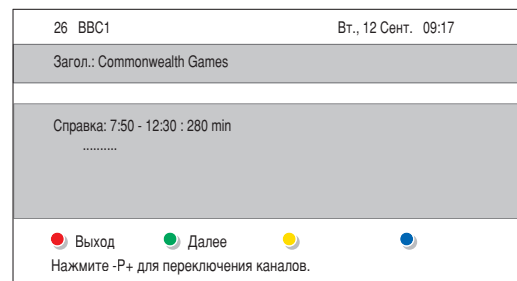 26 BBC1 Вт., 12 Сент. 09:17
Загол.: Commonwealth Games
Справка: 7:50 - 12:30 : 280 min
..........
Выход Далее
Нажмите -P+ для переключения каналов.